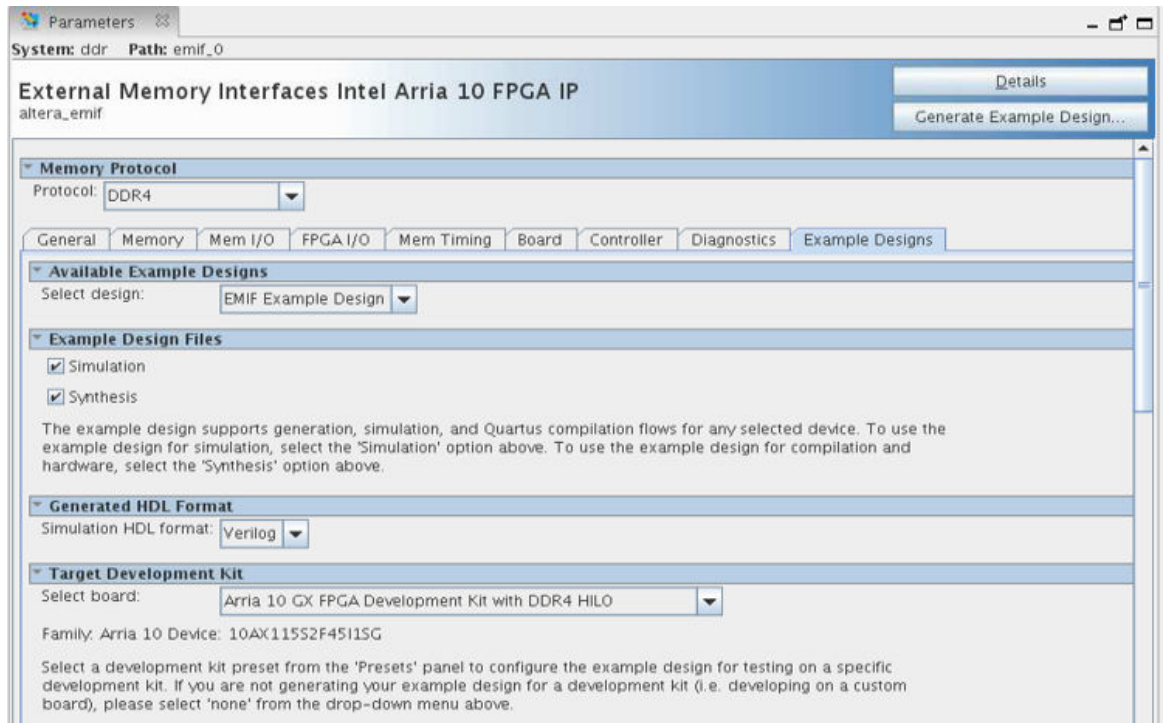 Parameters
System: ddr Path: emif_0
External Memory Interfaces Intel Arria 10 FPGA IP
altera_emif
Details
Generate Example Design...
Memory Protocol
Protocol: DDR4
General Memory Mem I/O FPGA I/O Mem Timing Board Controller Diagnostics Example Designs
Available Example Designs
Select design: EMIF Example Design
Example Design Files
Simulation
Synthesis
The example design supports generation, simulation, and Quartus compilation flows for any selected device. To use the
example design for simulation, select the 'Simulation' option above. To use the example design for compilation and
hardware, select the 'Synthesis' option above.
Generated HDL Format
Simulation HDL format: Verilog
Target Development Kit
Select board: Arria 10 GX FPGA Development Kit with DDR4 HILO
Family: Arria 10 Device: 10AX115S2F45I1SG
Select a development kit preset from the 'Presets' panel to configure the example design for testing on a specific
development kit. If you are not generating your example design for a development kit (i.e. developing on a custom
board), please select 'none' from the drop-down menu above.